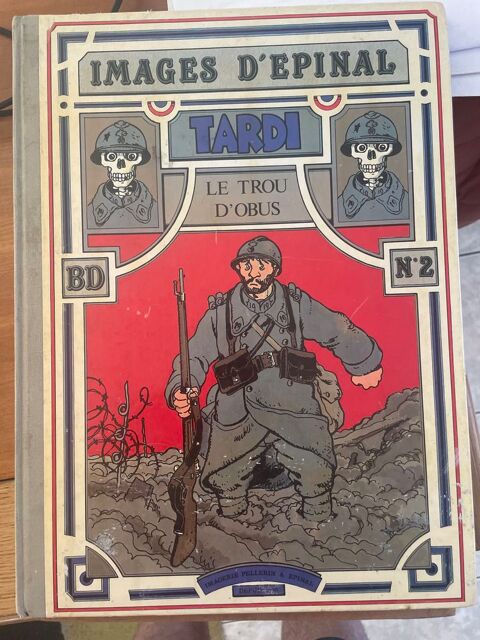 IMAGES D'EPINAL
TARDI
LE TROU
D'OBUS
BD
N°2
IMAGERIE PELLERIN A EPINAL